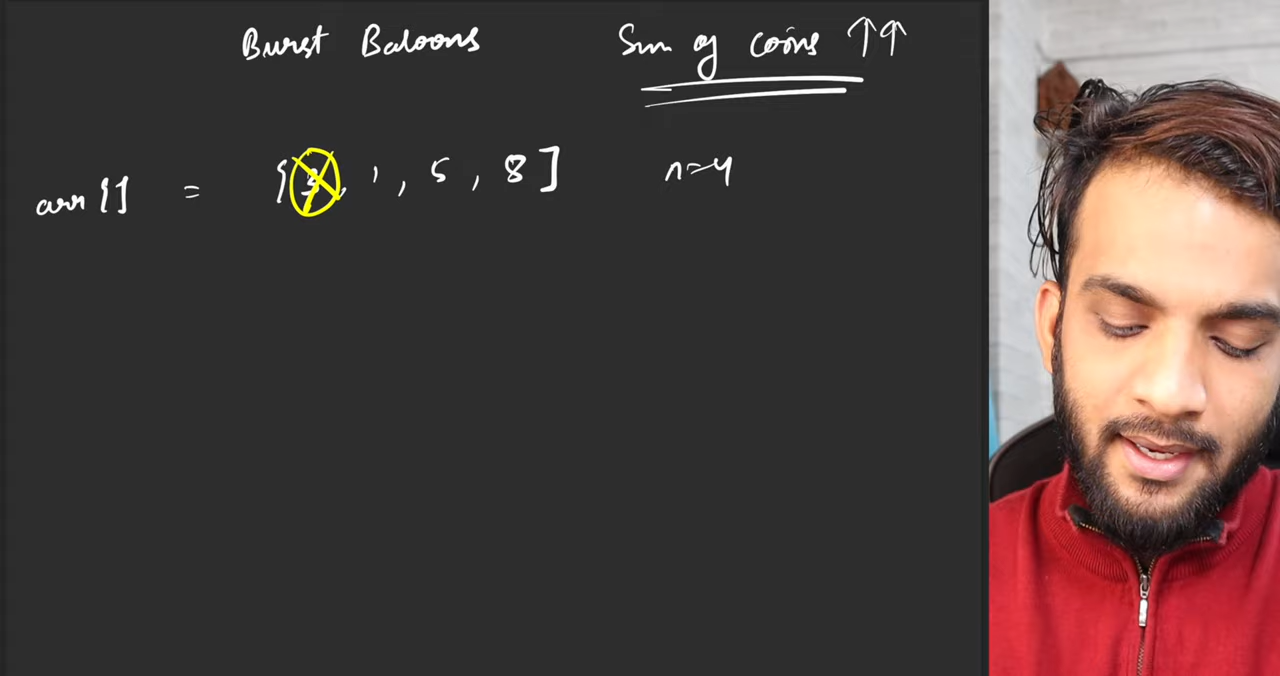 Burst Baloons
Sum of coins ↑↑
arr[] = [3, 1, 5, 8]
n=4